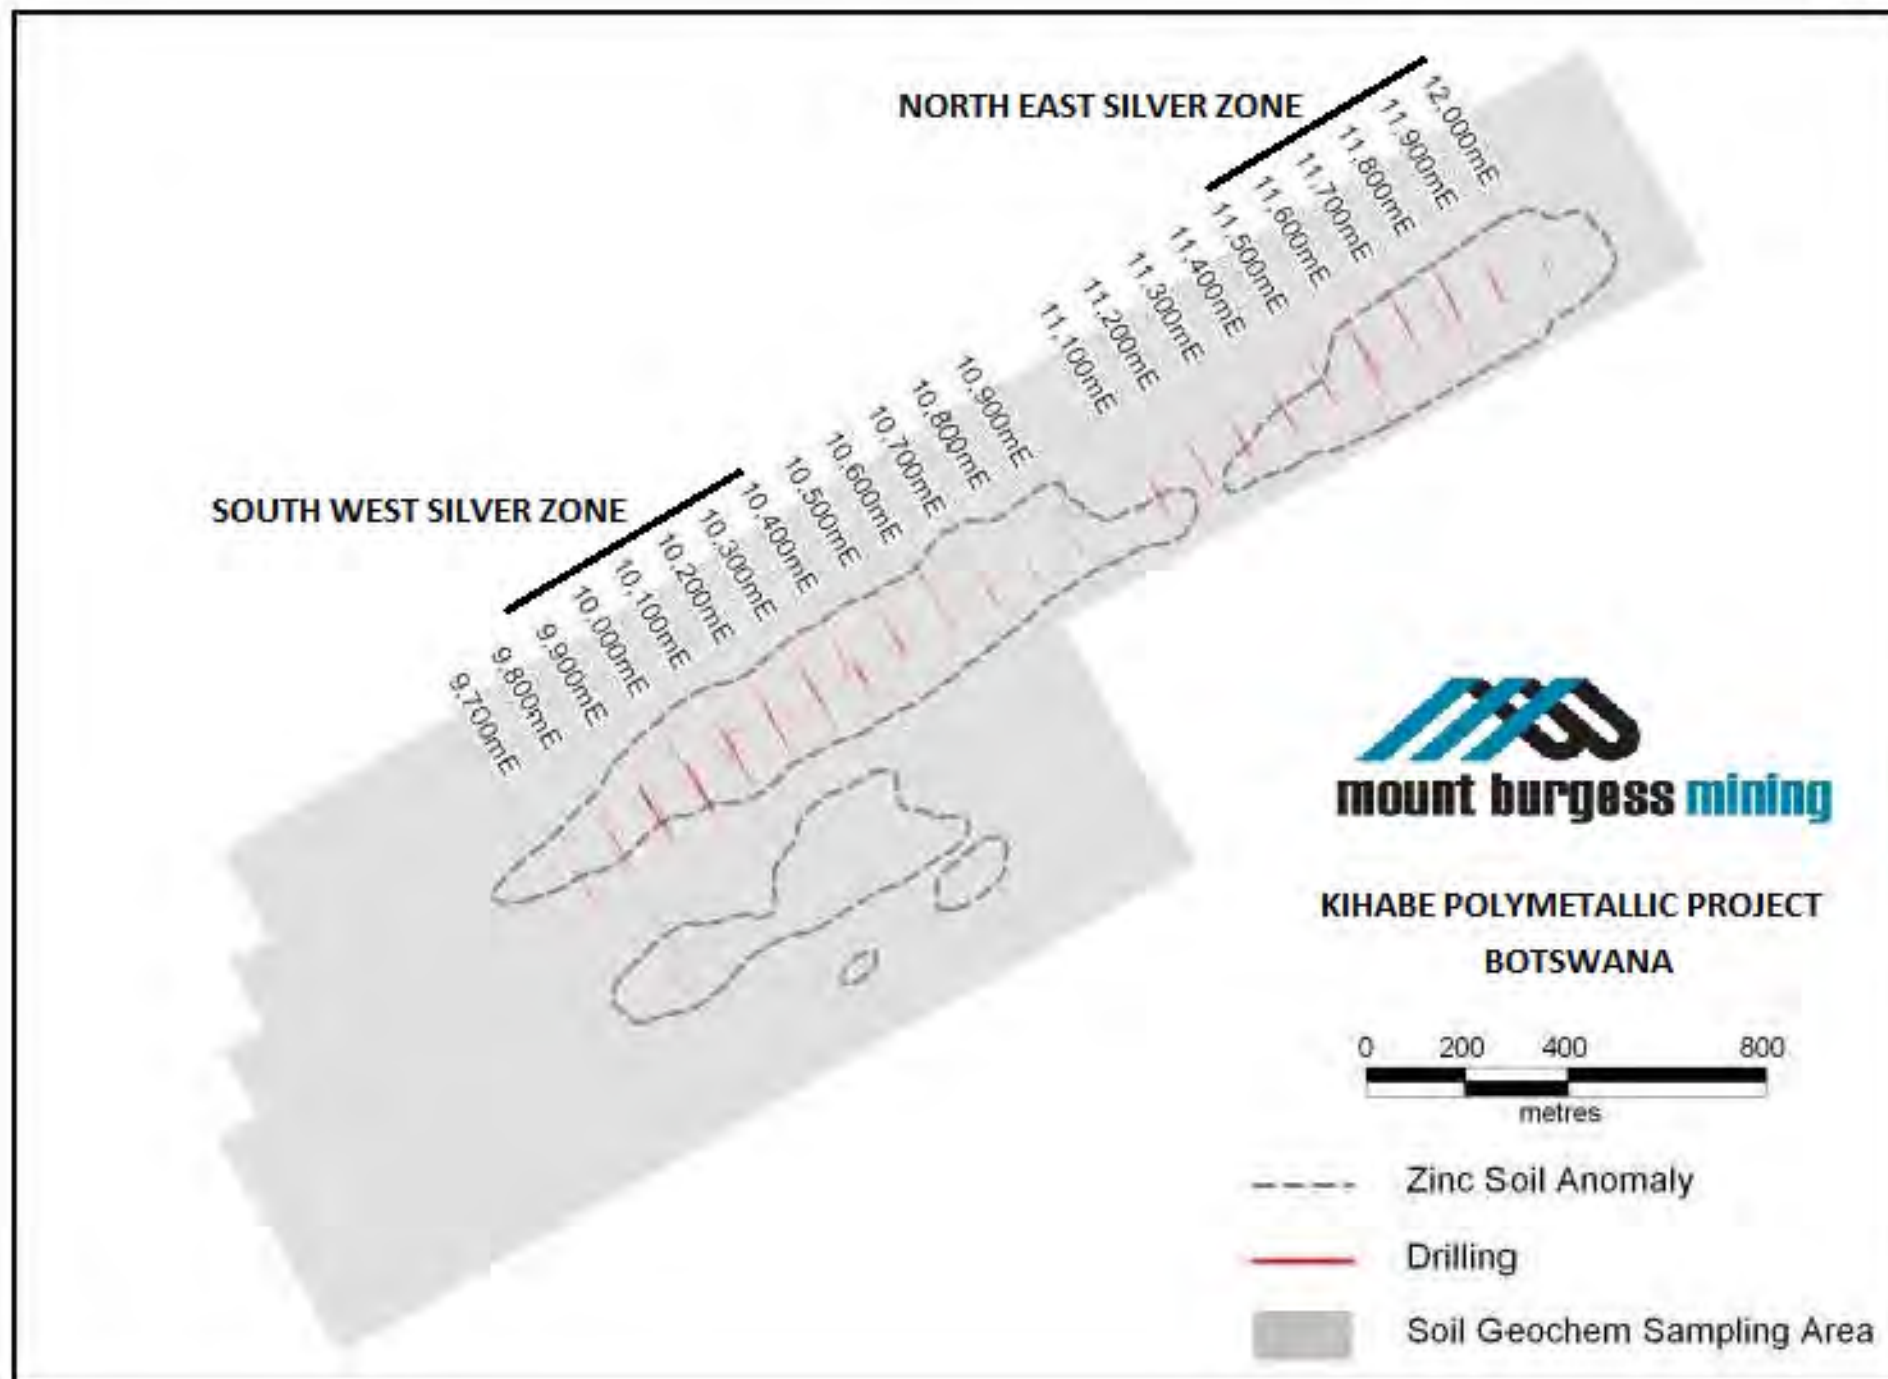 NORTH EAST SILVER ZONE
12,000mE
11,900mE
11,800mE
11,700mE
11,600mE
11,500mE
11,400mE
11,300mE
11,200mE
11,100mE
10,900mE
10,800mE
10,700mE
10,600mE
10,500mE
10,400mE
10,300mE
10,200mE
10,100mE
10,000mE
9,900mE
9,800mE
9,700mE
SOUTH WEST SILVER ZONE
mount burgess mining
KIHABE POLYMETALLIC PROJECT
BOTSWANA
0 200 400 800
metres
Zinc Soil Anomaly
Drilling
Soil Geochem Sampling Area